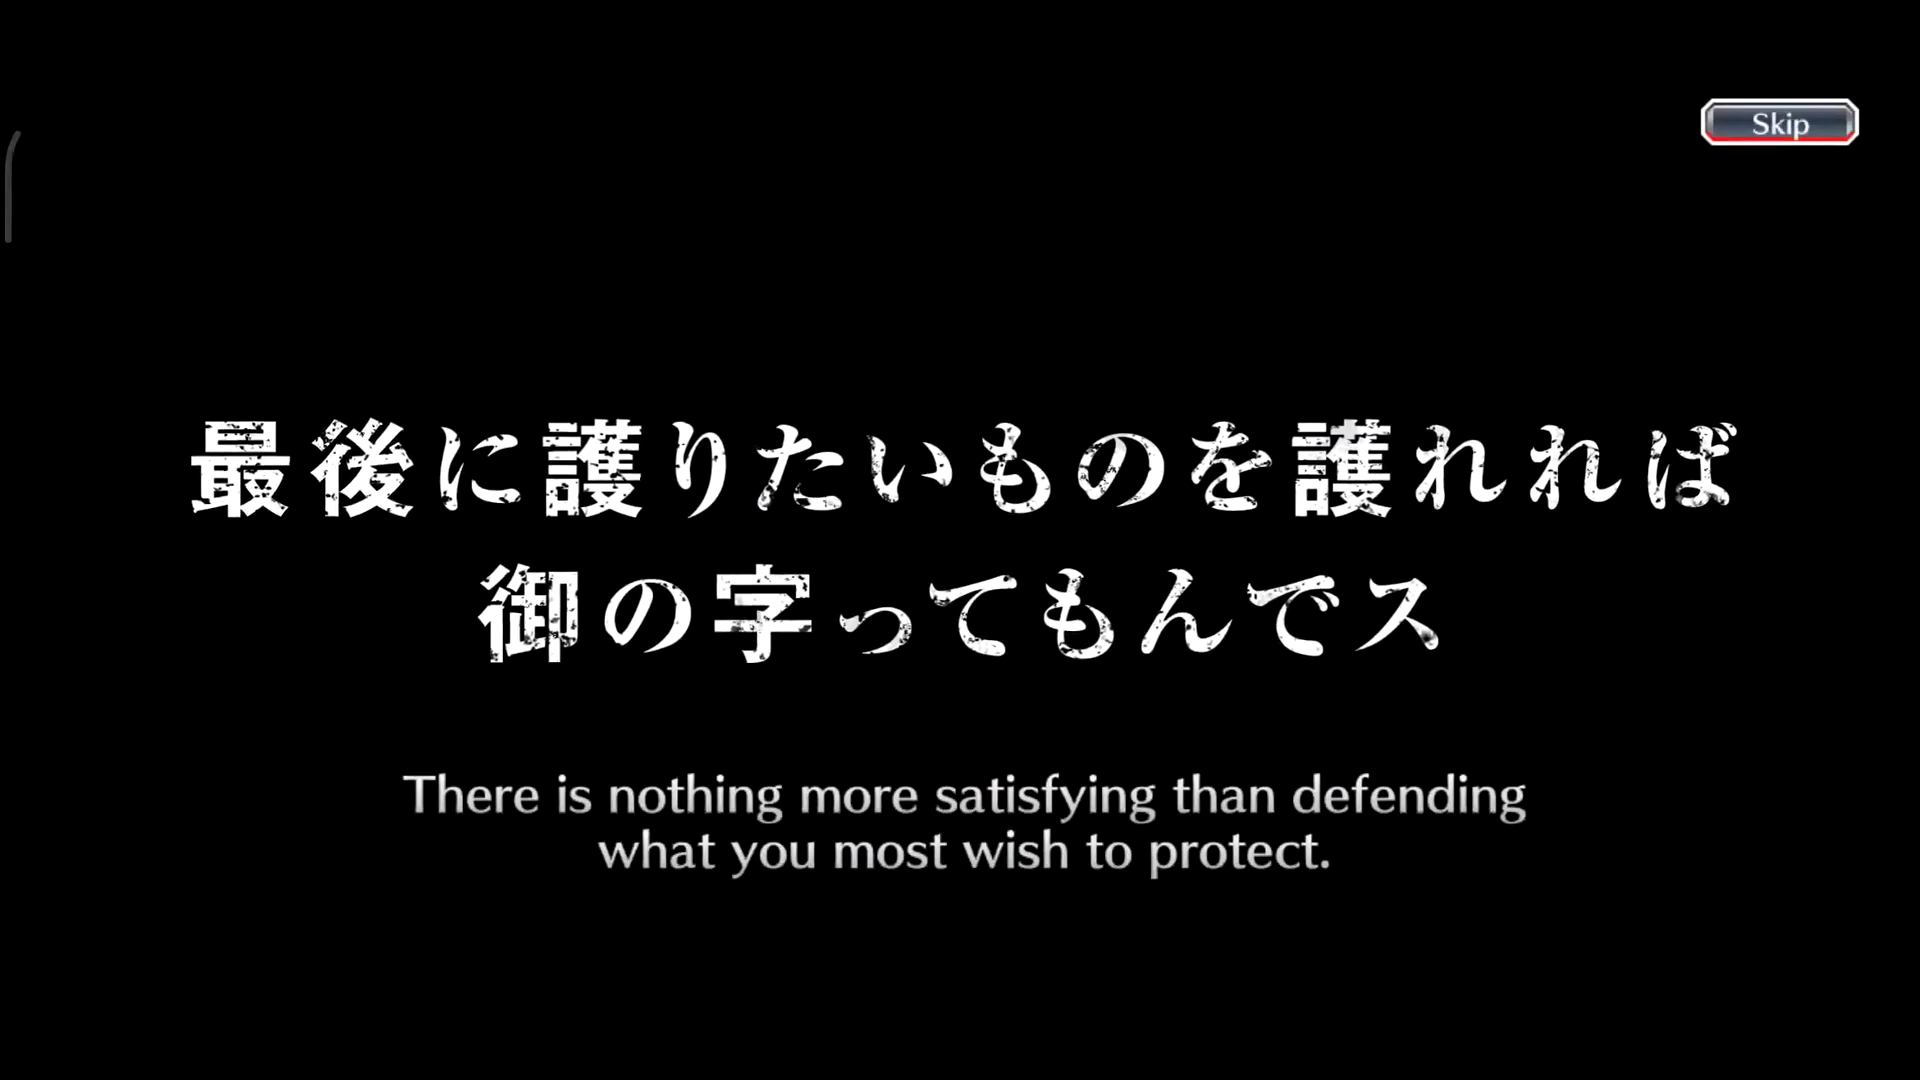 Skip
最後に護りたいものを護れれば
御の字ってもんでス
There is nothing more satisfying than defending
what you most wish to protect.